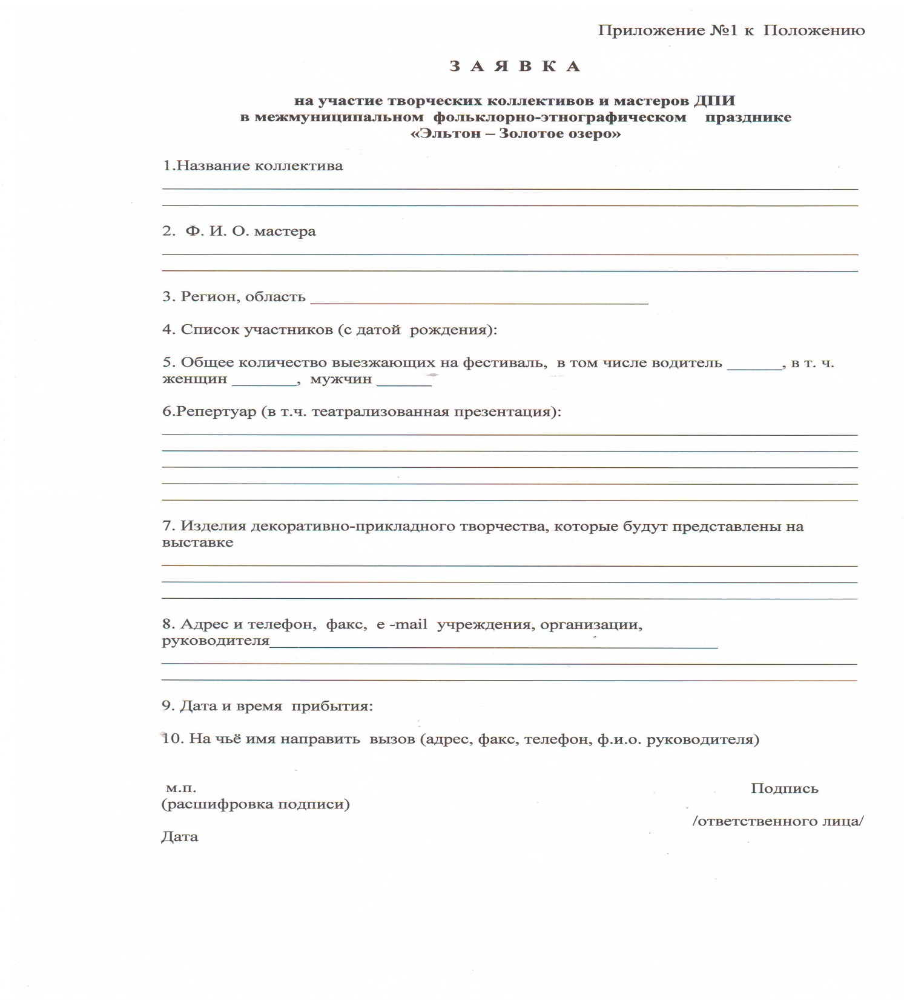 Приложение №1 к Положению
З А Я В К А
на участие творческих коллективов и мастеров ДПИ
в межмуниципальном фольклорно-этнографическом празднике
«Эльтон – Золотое озеро»
1.Название коллектива
2. Ф. И. О. мастера
3. Регион, область ____________________
4. Список участников (с датой рождения):
5. Общее количество выезжающих на фестиваль, в том числе водитель ______, в т. ч.
женщин _______, мужчин ______
6.Репертуар (в т.ч. театрализованная презентация):
7. Изделия декоративно-прикладного творчества, которые будут представлены на
выставке
8. Адрес и телефон, факс, е -mail учреждения, организации,
руководителя____________________
9. Дата и время прибытия:
10. На чьё имя направить вызов (адрес, факс, телефон, ф.и.о. руководителя)
м.п. Подпись
(расшифровка подписи)
/ответственного лица/
Дата